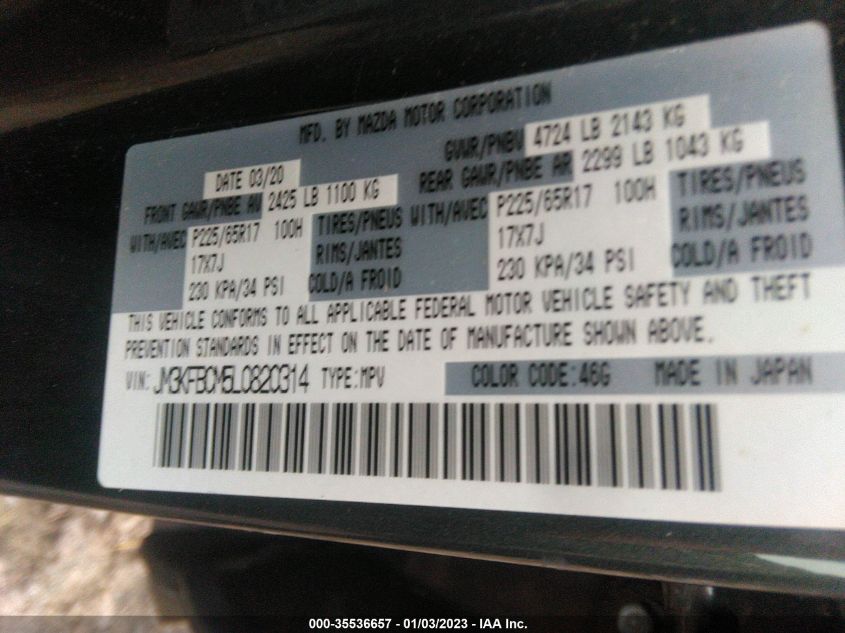 MFD. BY MAZDA MOTOR CORPORATION
DATE 03/20
GVWR/PNBV 4724 LB 2143 KG
FRONT GAWR/PNBE AV 2425 LB 1100 KG
REAR GAWR/PNBE AR 2299 LB 1043 KG
WITH/AVEC P225/65R17 100H TIRES/PNEUS
17X7J RIMS/JANTES
230 KPA/34 PSI COLD/A FROID
WITH/AVEC P225/65R17 100H TIRES/PNEUS
17X7J RIMS/JANTES
230 KPA/34 PSI COLD/A FROID
THIS VEHICLE CONFORMS TO ALL APPLICABLE FEDERAL MOTOR VEHICLE SAFETY AND THEFT
PREVENTION STANDARDS IN EFFECT ON THE DATE OF MANUFACTURE SHOWN ABOVE.
VIN: JM3KFBCM5L0820314 TYPE:MPV
COLOR CODE:46G MADE IN JAPAN
000-35536657 - 01/03/2023 - IAA Inc.